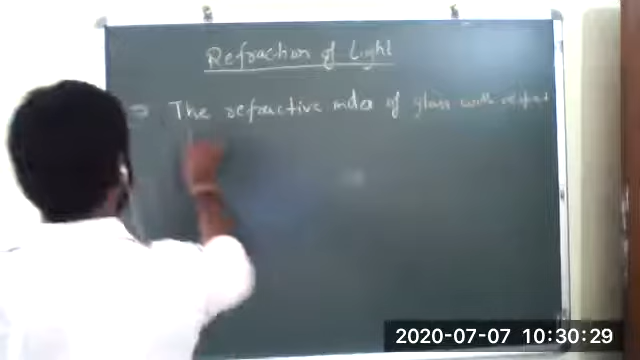 Refraction of Light
⇒ The refractive index of glass with respect
2020-07-07 10:30:29